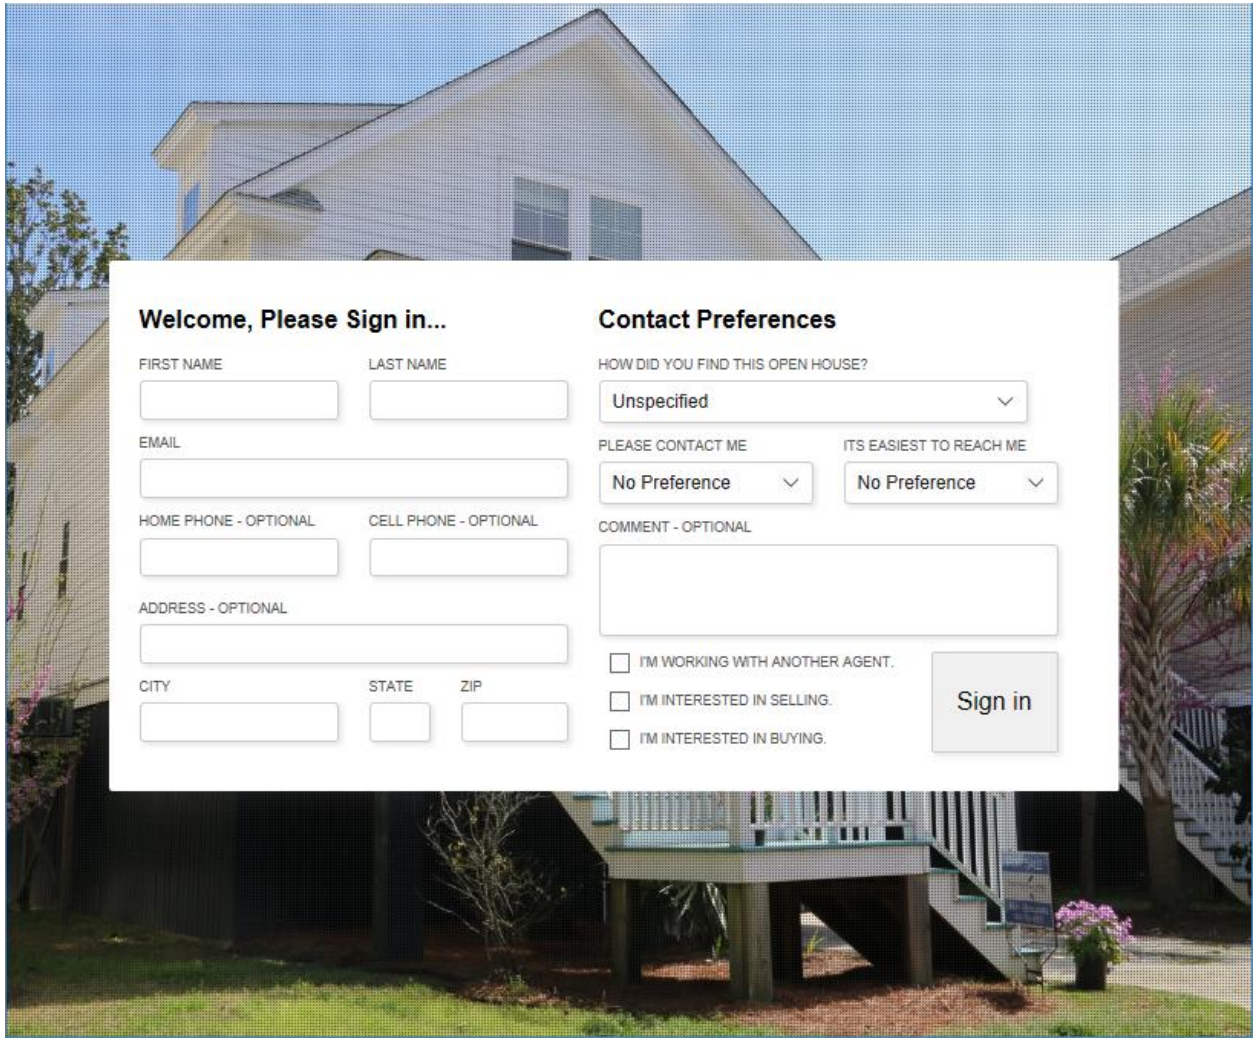 Welcome, Please Sign in...
FIRST NAME
LAST NAME
EMAIL
HOME PHONE - OPTIONAL
CELL PHONE - OPTIONAL
ADDRESS - OPTIONAL
CITY
STATE
ZIP
Contact Preferences
HOW DID YOU FIND THIS OPEN HOUSE?
Unspecified
PLEASE CONTACT ME
ITS EASIEST TO REACH ME
No Preference
No Preference
COMMENT - OPTIONAL
I'M WORKING WITH ANOTHER AGENT.
I'M INTERESTED IN SELLING.
I'M INTERESTED IN BUYING.
Sign in